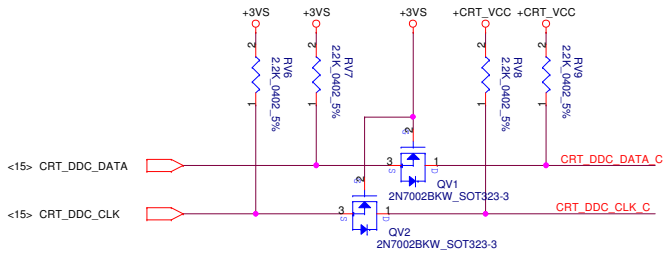 +3VS +3VS +3VS +CRT_VCC +CRT_VCC
2 2 2 2
RV6
2.2K_0402_5%
RV7
2.2K_0402_5%
RV8
2.2K_0402_5%
RV9
2.2K_0402_5%
1 1 1 1
2
<15> CRT_DDC_DATA 3 S 1 D CRT_DDC_DATA_C
QV1
2N7002BKW_SOT323-3
2
<15> CRT_DDC_CLK 3 S 1 D CRT_DDC_CLK_C
QV2
2N7002BKW_SOT323-3